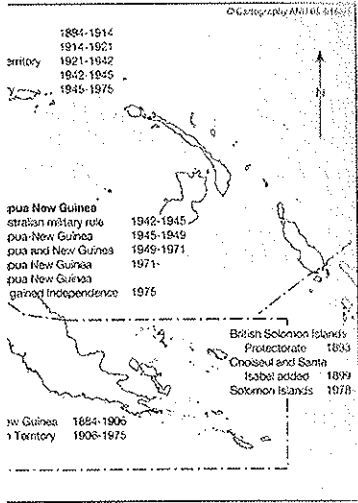 © Cartography ANU
1884-1914
1914-1921
erritory 1921-1942
1942-1945
y 1945-1975
N
pua New Guinea
stralian military rule 1942-1945
pua-New Guinea 1945-1949
pua and New Guinea 1949-1971
pua New Guinea 1971-
pua New Guinea
gained Independence 1975
British Solomon Islands
Protectorate 1893
Choiseul and Santa
Isabel added 1899
Solomon Islands 1978-
ew Guinea 1884-1906
n Territory 1906-1975